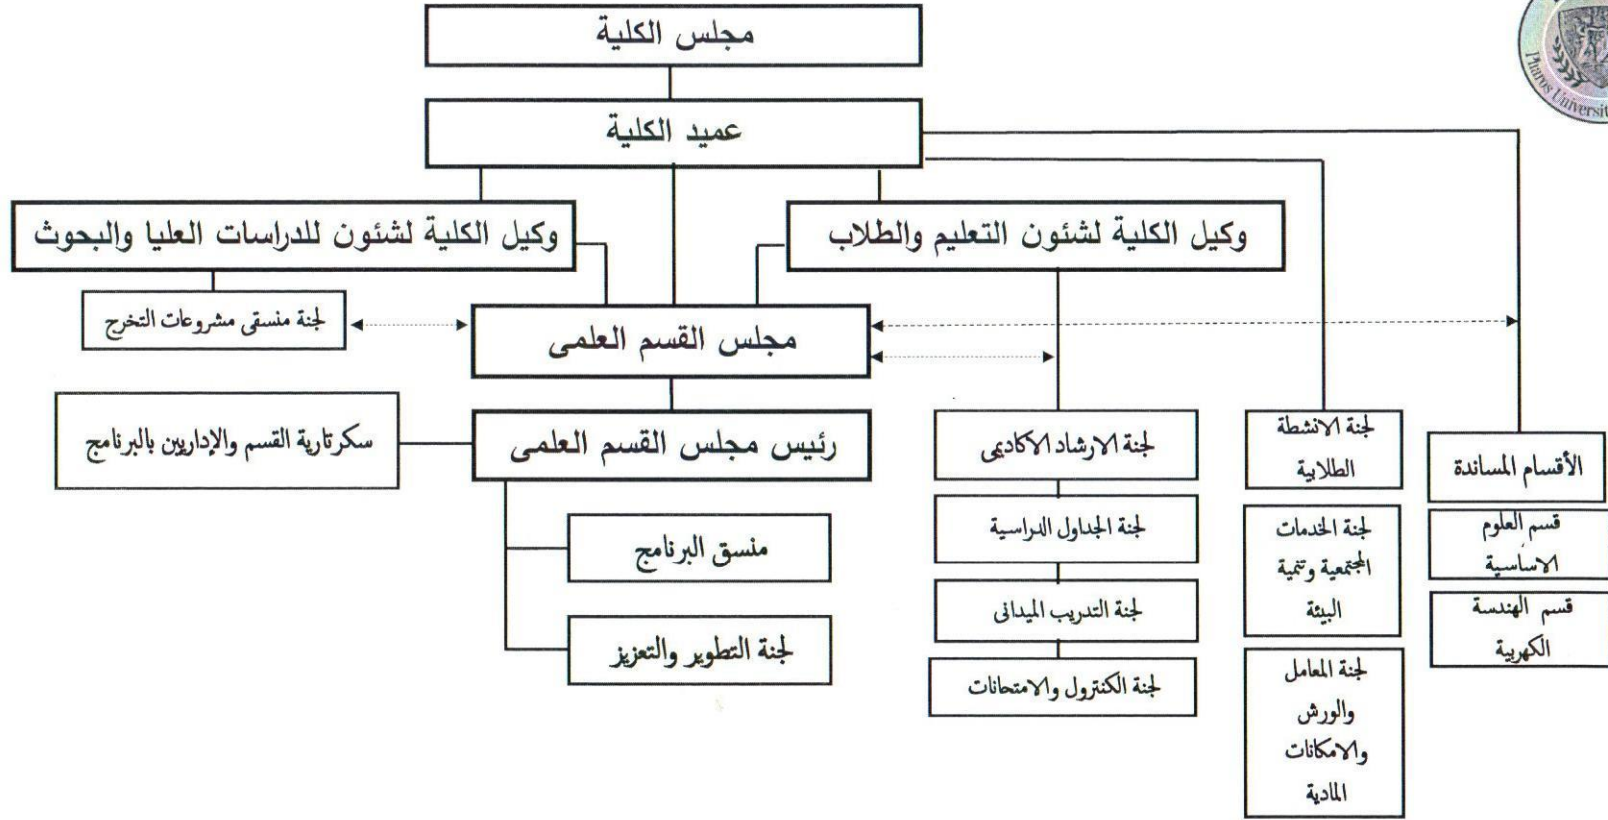 Pharos Universit
مجلس الكلية
عميد الكلية
وكيل الكلية لشئون التعليم والطلاب
وكيل الكلية لشئون للدراسات العليا والبحوث
لجنة منسقى مشروعات التخرج
مجلس القسم العلمى
رئيس مجلس القسم العلمى
سكرتارية القسم والإداريين بالبرنامج
منسق البرنامج
لجنة التطوير والتعزيز
لجنة الارشاد الاكاديمى
لجنة الجداول الدراسية
لجنة التدريب الميدانى
لجنة الكنترول والامتحانات
لجنة الانشطة
الطلابية
لجنة الخدمات
المجتمعية وتنمية
البيئة
لجنة المعامل
والورش
والامكانات
المادية
الأقسام المساندة
قسم العلوم
الاساسية
قسم الهندسة
الكهربية